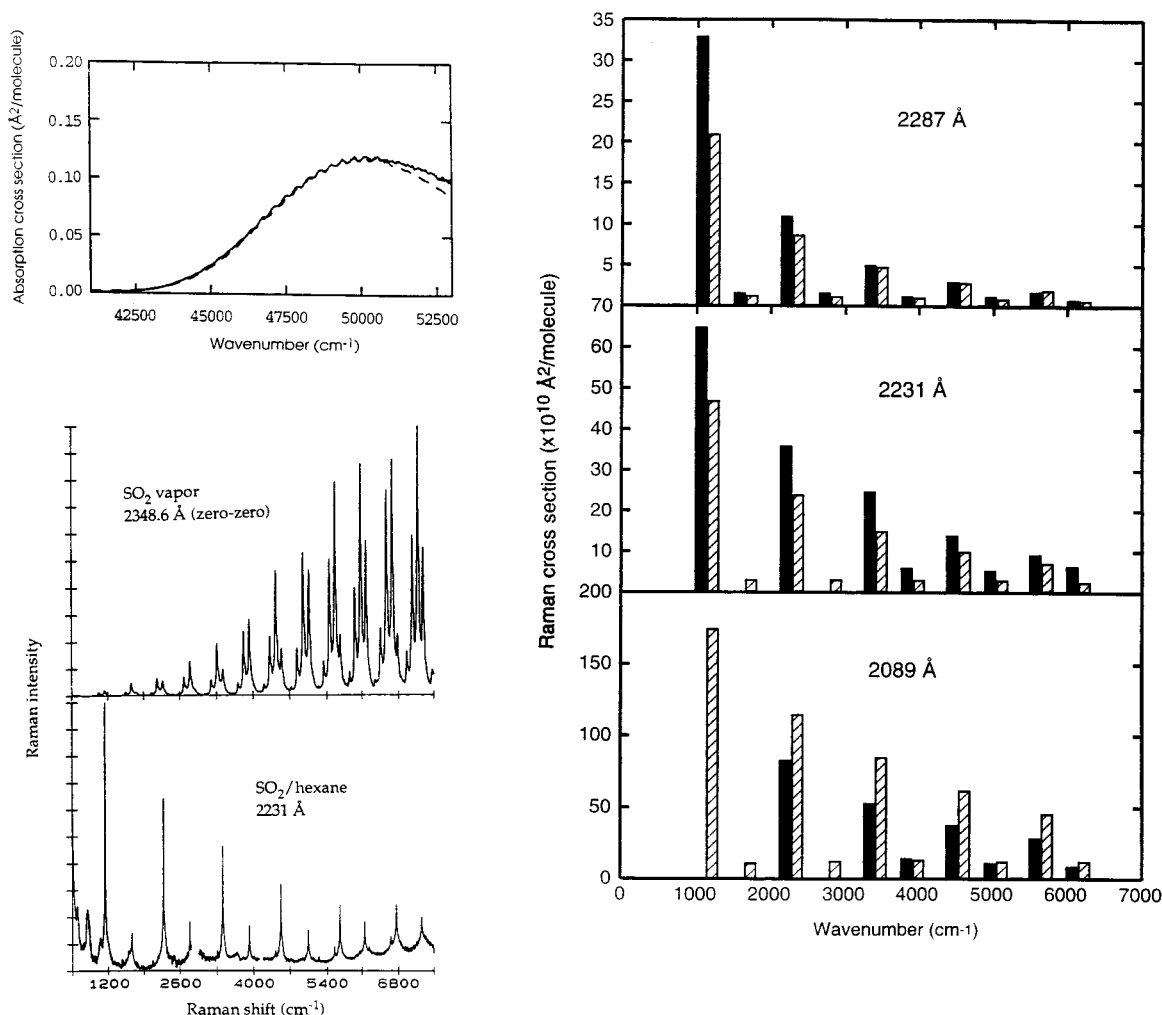 Absorption cross section (Å²/molecule)
0.20
0.15
0.10
0.05
0.00
42500 45000 47500 50000 52500
Wavenumber (cm⁻¹)
Raman intensity
SO₂ vapor
2348.6 Å (zero-zero)
SO₂/hexane
2231 Å
1200 2600 4000 5400 6800
Raman shift (cm⁻¹)
Raman cross section (x10¹⁰ Å²/molecule)
35
30
25
20
15
10
5
2287 Å
70
60
50
40
30
20
10
2231 Å
200
150
100
50
0
2089 Å
0 1000 2000 3000 4000 5000 6000 7000
Wavenumber (cm⁻¹)